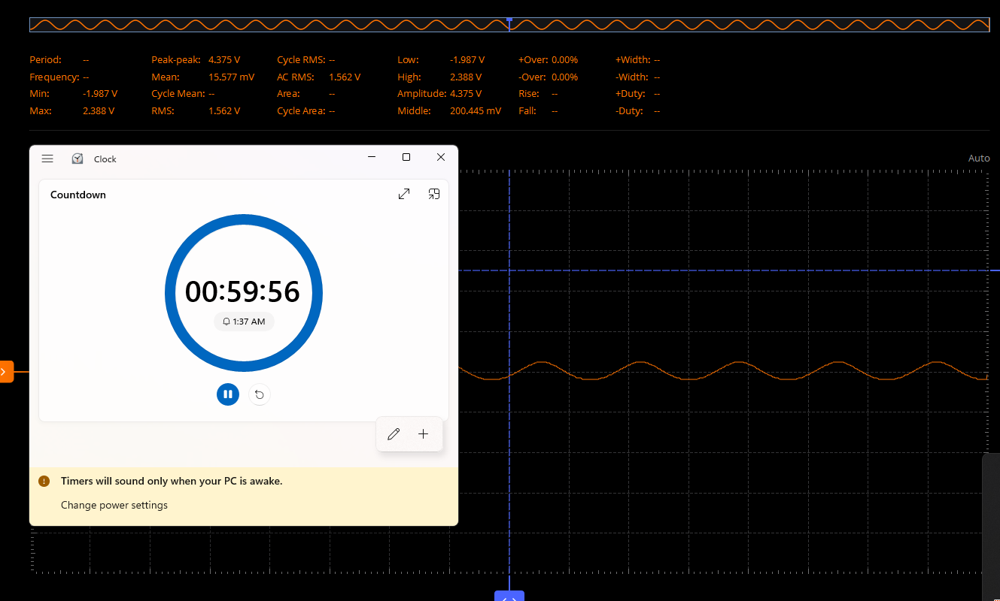 Period: -- Peak-peak: 4.375 V Cycle RMS: -- Low: -1.987 V +Over: 0.00% +Width: --
Frequency: -- Mean: 15.577 mV AC RMS: 1.562 V High: 2.388 V -Over: 0.00% -Width: --
Min: -1.987 V Cycle Mean: -- Area: -- Amplitude: 4.375 V Rise: -- +Duty: --
Max: 2.388 V RMS: 1.562 V Cycle Area: -- Middle: 200.445 mV Fall: -- -Duty: --
Auto
Clock
Countdown
00:59:56
1:37 AM
Timers will sound only when your PC is awake.
Change power settings